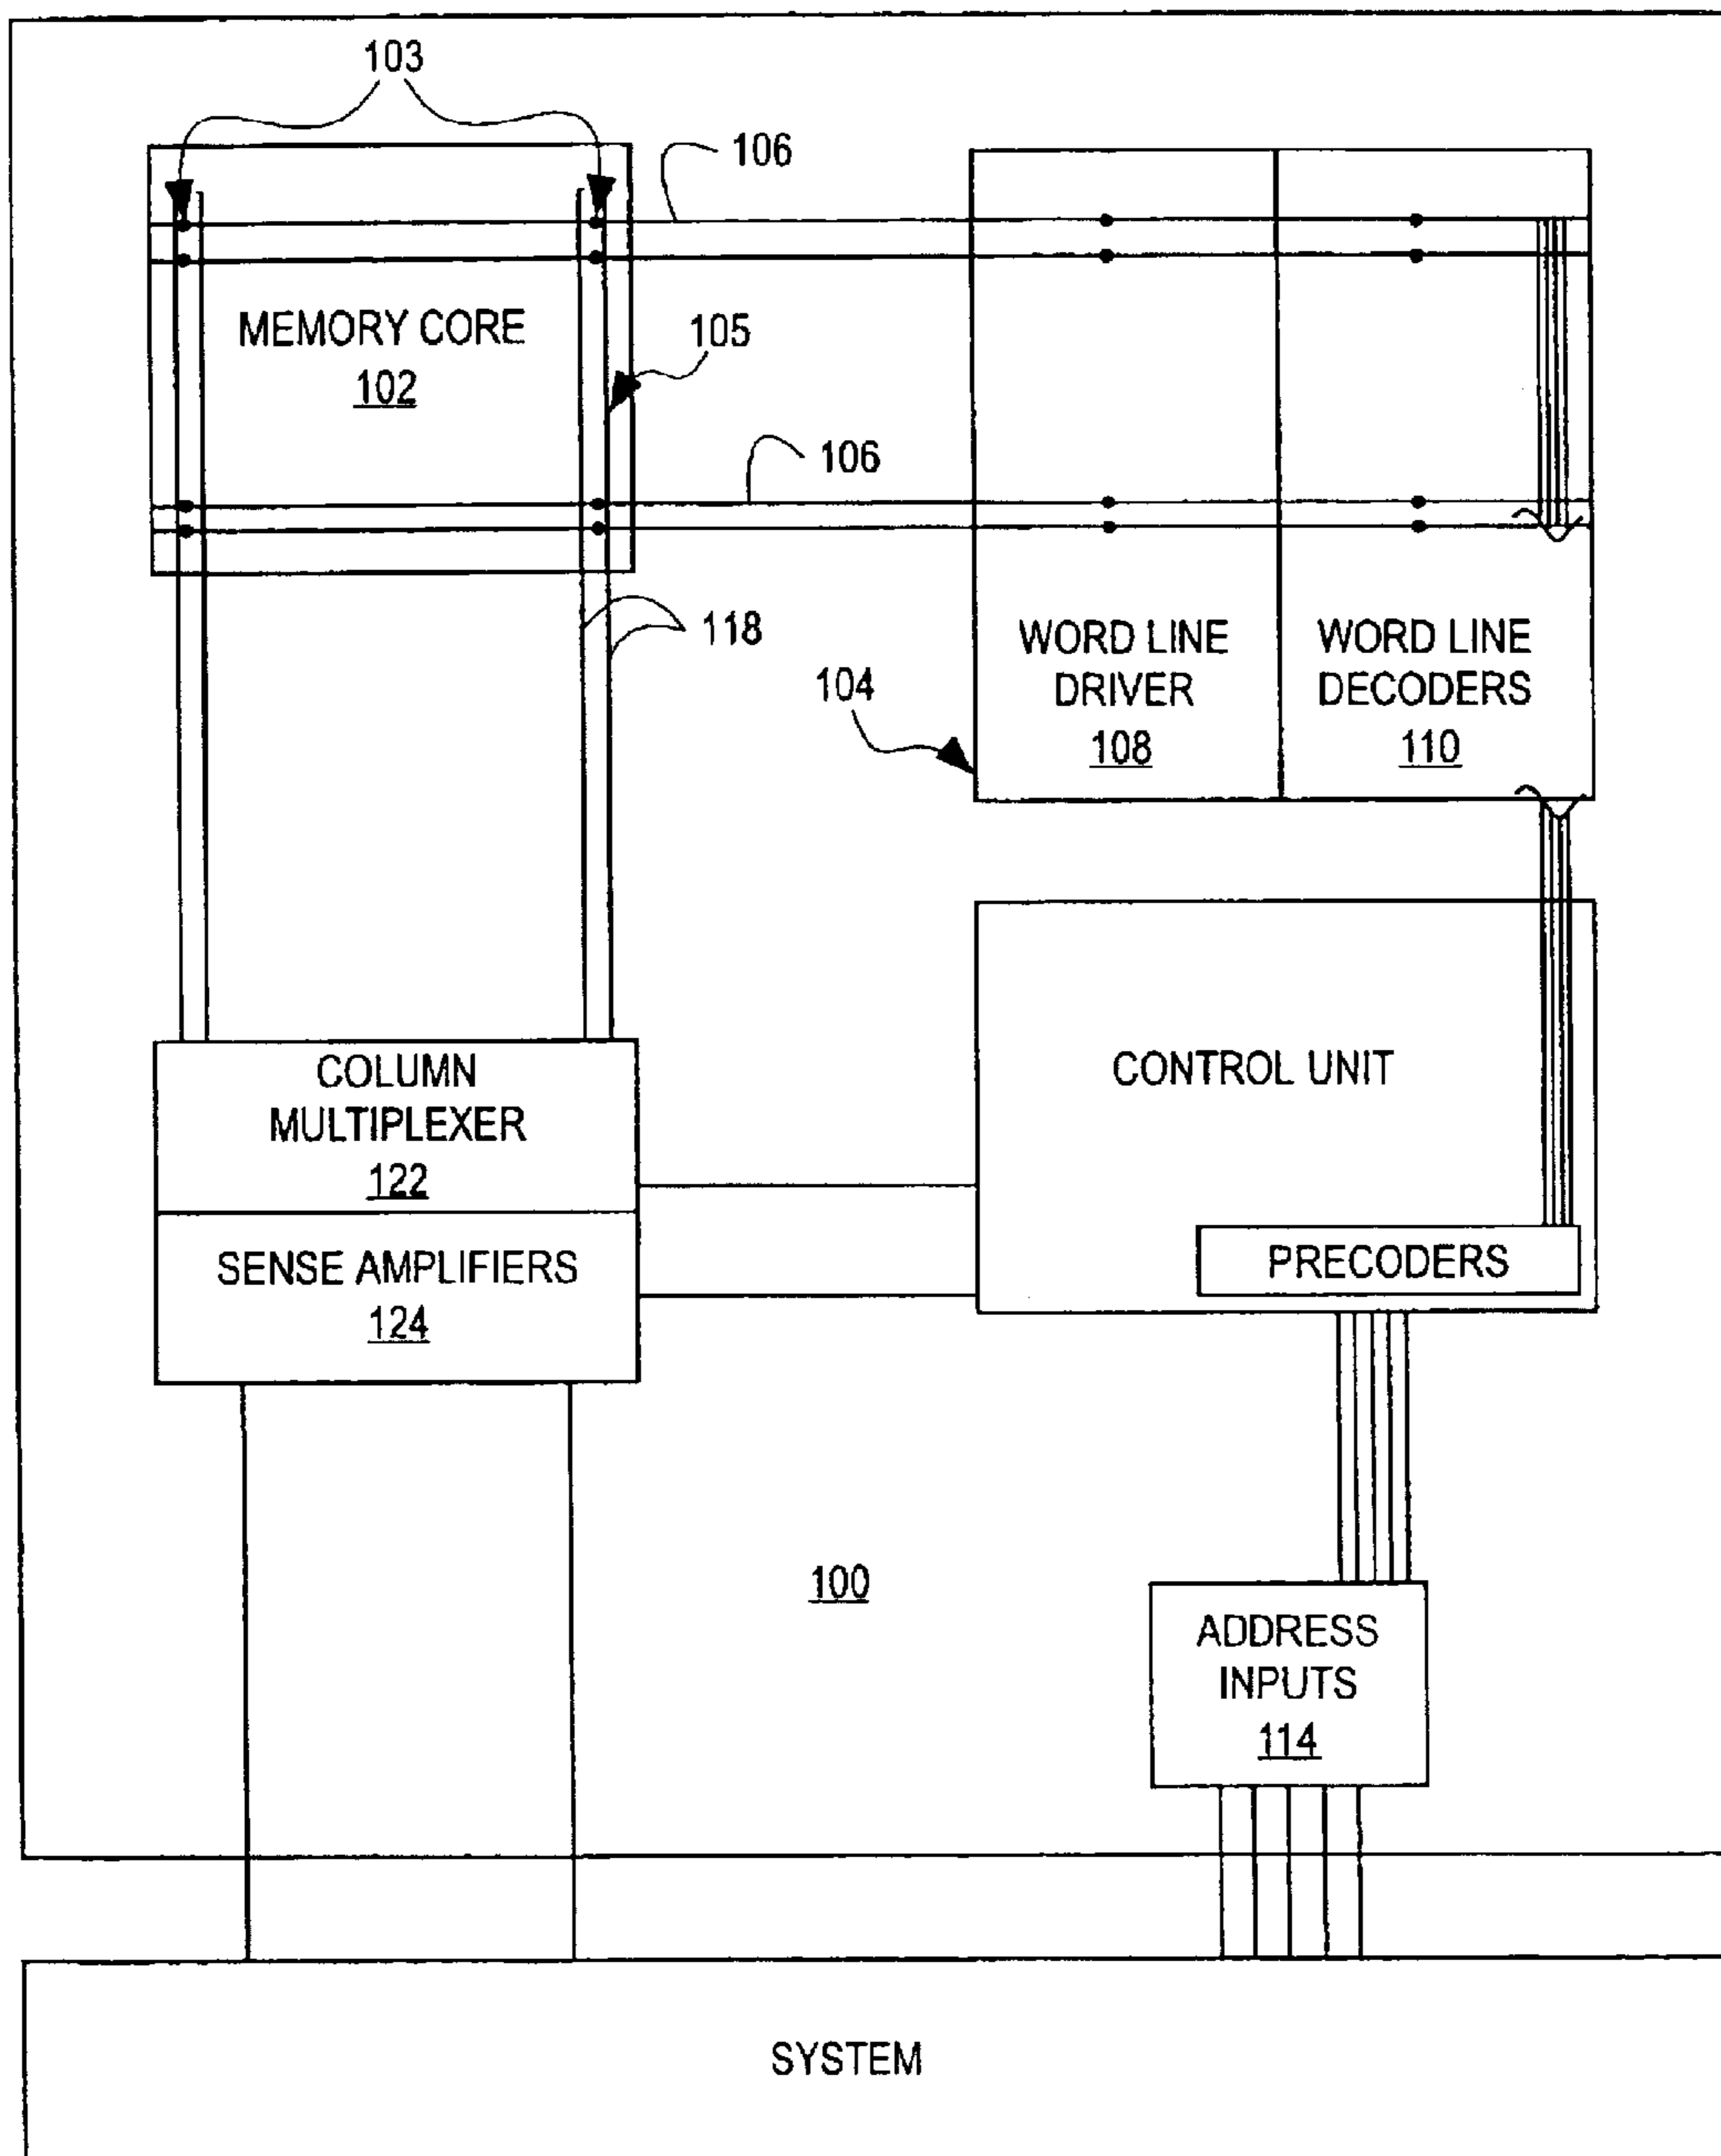 103
106
MEMORY CORE
102
105
106
118
WORD LINE
DRIVER
108
WORD LINE
DECODERS
110
104
COLUMN
MULTIPLEXER
122
SENSE AMPLIFIERS
124
CONTROL UNIT
PRECODERS
100
ADDRESS
INPUTS
114
SYSTEM